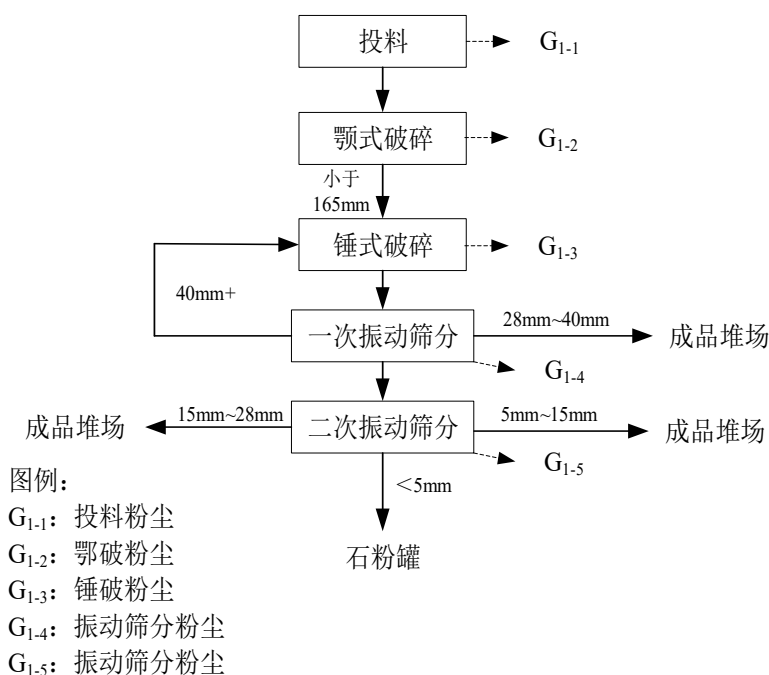 投料
G1-1
颚式破碎
G1-2
小于
165mm
锤式破碎
G1-3
40mm+
一次振动筛分
28mm~40mm
成品堆场
G1-4
成品堆场
15mm~28mm
二次振动筛分
5mm~15mm
成品堆场
G1-5
<5mm
石粉罐
图例:
G1-1:投料粉尘
G1-2:鄂破粉尘
G1-3:锤破粉尘
G1-4:振动筛分粉尘
G1-5:振动筛分粉尘